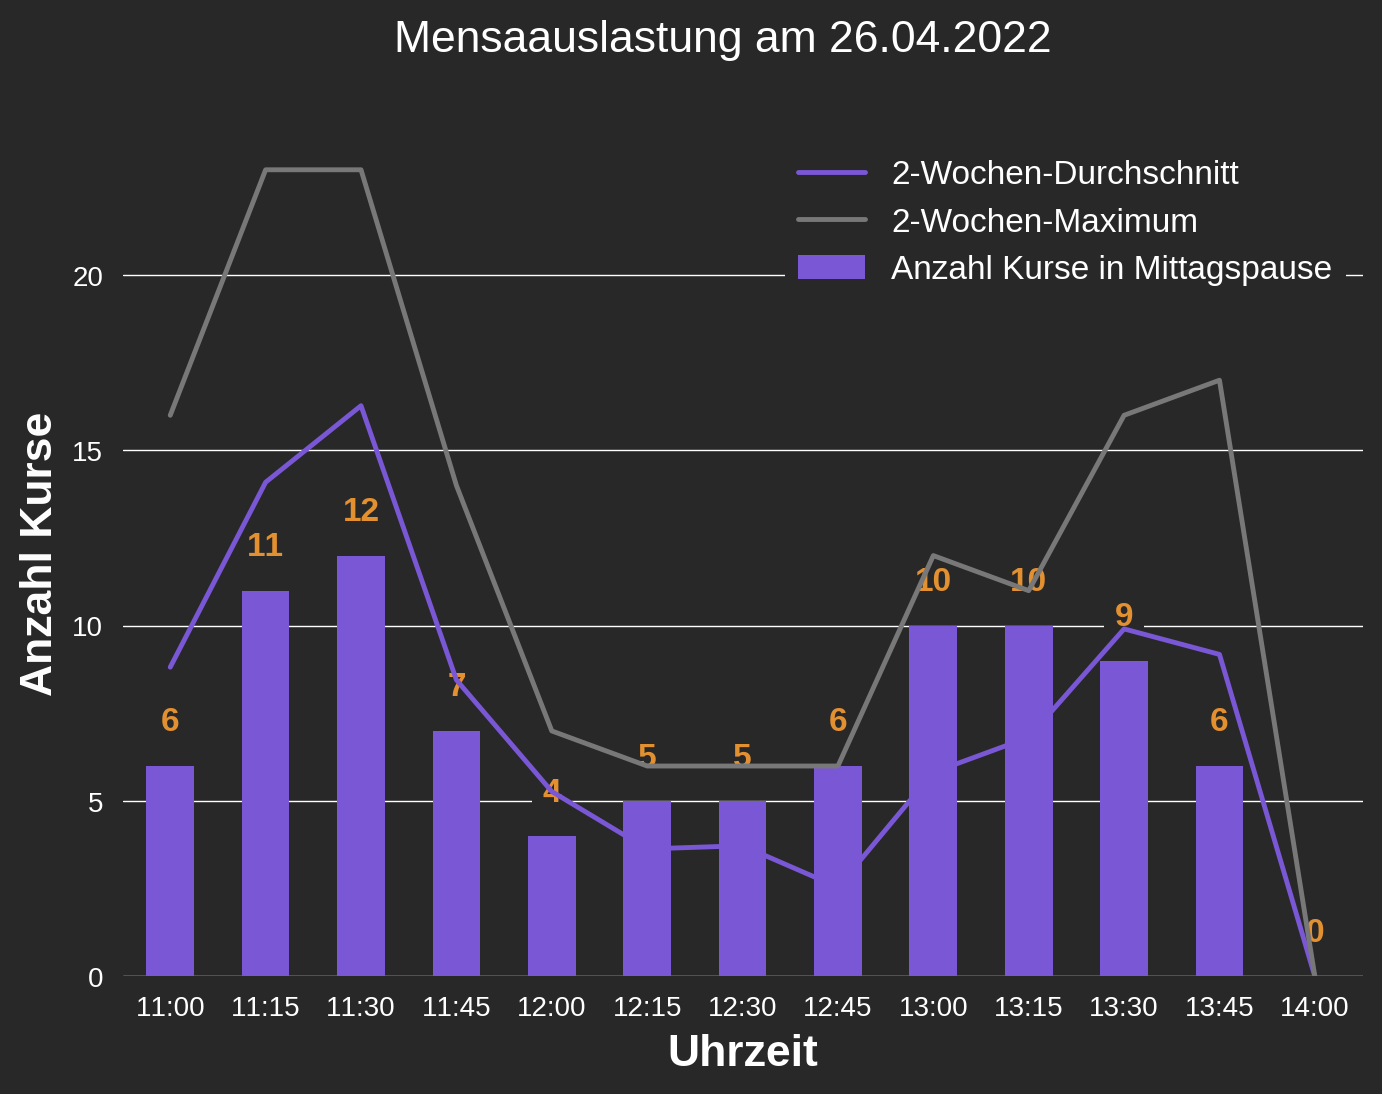 Mensaauslastung am 26.04.2022
2-Wochen-Durchschnitt
2-Wochen-Maximum
Anzahl Kurse in Mittagspause
Anzahl Kurse
20
15
10
5
0
6
11
12
7
4
5
5
6
10
10
9
6
0
11:00 11:15 11:30 11:45 12:00 12:15 12:30 12:45 13:00 13:15 13:30 13:45 14:00
Uhrzeit